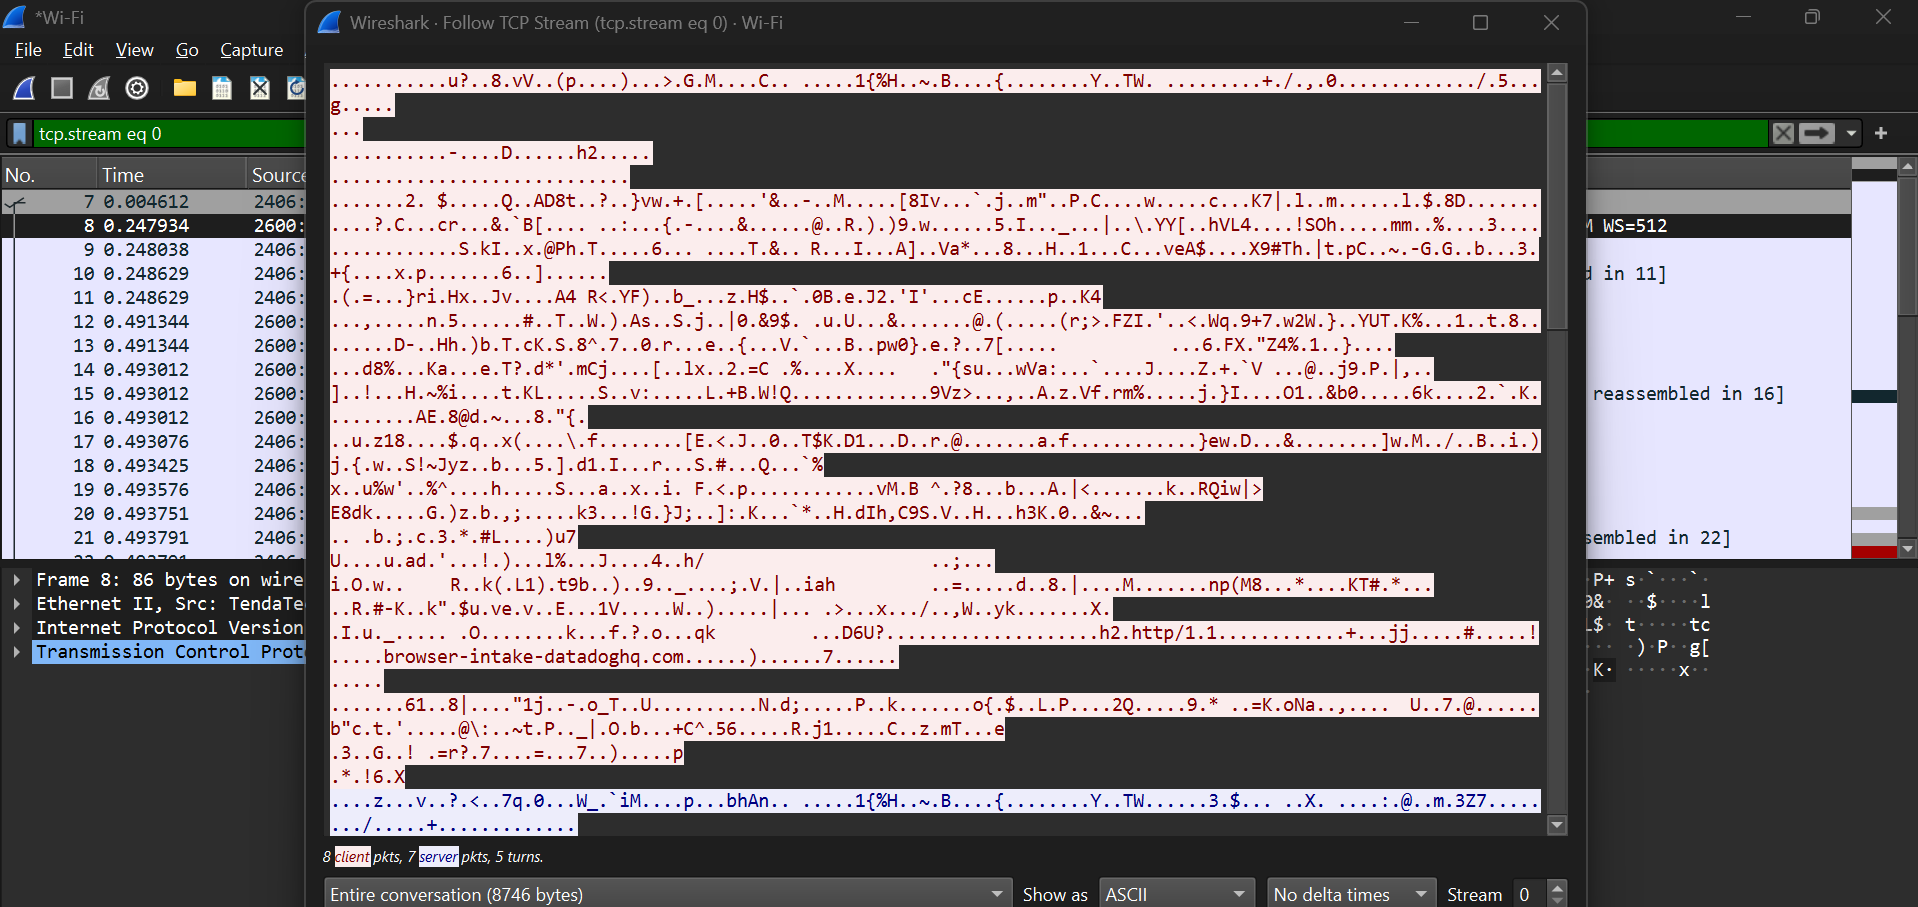 *Wi-Fi
File Edit View Go Capture
tcp.stream eq 0
No. Time Source
7 0.004612 2406:
8 0.247934 2600:
9 0.248038 2406:
10 0.248629 2406:
11 0.248629 2406:
12 0.491344 2600:
13 0.491344 2600:
14 0.493012 2600:
15 0.493012 2600:
16 0.493012 2600:
17 0.493076 2406:
18 0.493425 2406:
19 0.493576 2406:
20 0.493751 2406:
21 0.493791 2406:
Frame 8: 86 bytes on wire
Ethernet II, Src: TendaTe
Internet Protocol Version
Transmission Control Prot
Wireshark · Follow TCP Stream (tcp.stream eq 0) · Wi-Fi
...........u?..8.vV..(p....)...>.G.M....C.. .....1{%H..~.B....{........Y..TW. .........+./.,.0............./.5...
g.....
...
...........-....D......h2.....
............................
.......2. $.....Q..AD8t..?..}vw.+.[.....'&..-..M.....[8Iv...`.j..m"..P.C....w.....c...K7|.l..m......l.$.8D.......
....?.C...cr...&.`B[.... ..:...{.-....&......@..R.).)9.w......5.I..._...|..\.YY[..hVL4....!SOh.....mm..%....3....
............S.kI..x.@Ph.T.....6... ....T.&.. R...I...A]..Va*...8...H..1...C...veA$....X9#Th.|t.pC..~.-G.G..b...3.
+{....x.p.......6..]......
.(.=...}ri.Hx..Jv....A4 R<.YF)..b_...z.H$..`.0B.e.J2.'I'...cE......p..K4
...,.....n.5......#..T..W.).As..S.j..|0.&9$. .u.U...&.......@.(.....(r;>.FZI.'..<.Wq.9+7.w2W.}..YUT.K%...1..t.8..
......D-..Hh.)b.T.cK.S.8^.7..0.r...e..{...V.`...B..pw0}.e.?..7[..... ...6.FX."Z4%.1..}....
...d8%...Ka...e.T?.d*'.mCj....[..lx..2.=C .%....X.... ."{su...wVa:...`....J....Z.+.`V ...@..j9.P.|,..
]..!...H.~%i....t.KL.....S..v:.....L.+B.W!Q.............9Vz>...,..A.z.Vf.rm%.....j.}I....O1..&b0.....6k....2.`.K.
........AE.8@d.~...8."{.
..u.z18....$.q..x(....\.f........[E.<.J..0..T$K.D1...D..r.@.......a.f............}ew.D...&........]w.M../..B..i.)
j.{.w..S!~Jyz..b...5.].d1.I...r...S.#...Q...`%
x..u%w'..%^....h.....S...a..x..i. F.<.p............vM.B ^.?8...b...A.|<.......k..RQiw|>
E8dk.....G.)z.b.,;.....k3...!G.}J;..]:.K...`*..H.dIh,C9S.V..H...h3K.0..&~...
.. .b.;.c.3.*.#L....)u7
U....u.ad.'...!.)...l%...J....4..h/ ..;...
i.O.w.. R..k(.L1).t9b..)..9.._....;.V.|..iah ..=.....d..8.|....M.......np(M8...*....KT#.*...
..R.#-K..k".$u.ve.v..E...1V.....W..).....|... .>...x.../..,W..yk.......X.
.I.u._..... .O........k...f.?.o...qk ...D6U?....................h2.http/1.1............+...jj.....#.....!
.....browser-intake-datadoghq.com......)......7......
.....
.......61..8|...."1j..-.o_T..U..........N.d;.....P..k.......o{.$..L.P....2Q.....9.* ..=K.oNa..,.... U..7.@......
b"c.t.'.....@\:..~t.P.._|.O.b...+C^.56.....R.j1.....C..z.mT...e
.3..G..! .=r?.7....=...7..).....p
.*.!6.X
....z...v..?.<..7q.0...W_.`iM....p...bhAn.. .....1{%H..~.B....{........Y..TW......3.$... ..X. ....:.@..m.3Z7.....
.../.....+.............
8 client pkts, 7 server pkts, 5 turns.
Entire conversation (8746 bytes) Show as ASCII No delta times Stream 0
WS=512
in 11]
reassembled in 16]
sembled in 22]
P+ s · ` · · · ` ·
0& · · · $ · · · · l
$ t · · · · · tc
· · · · ) · P · · g[
K · · · · · · x · ·